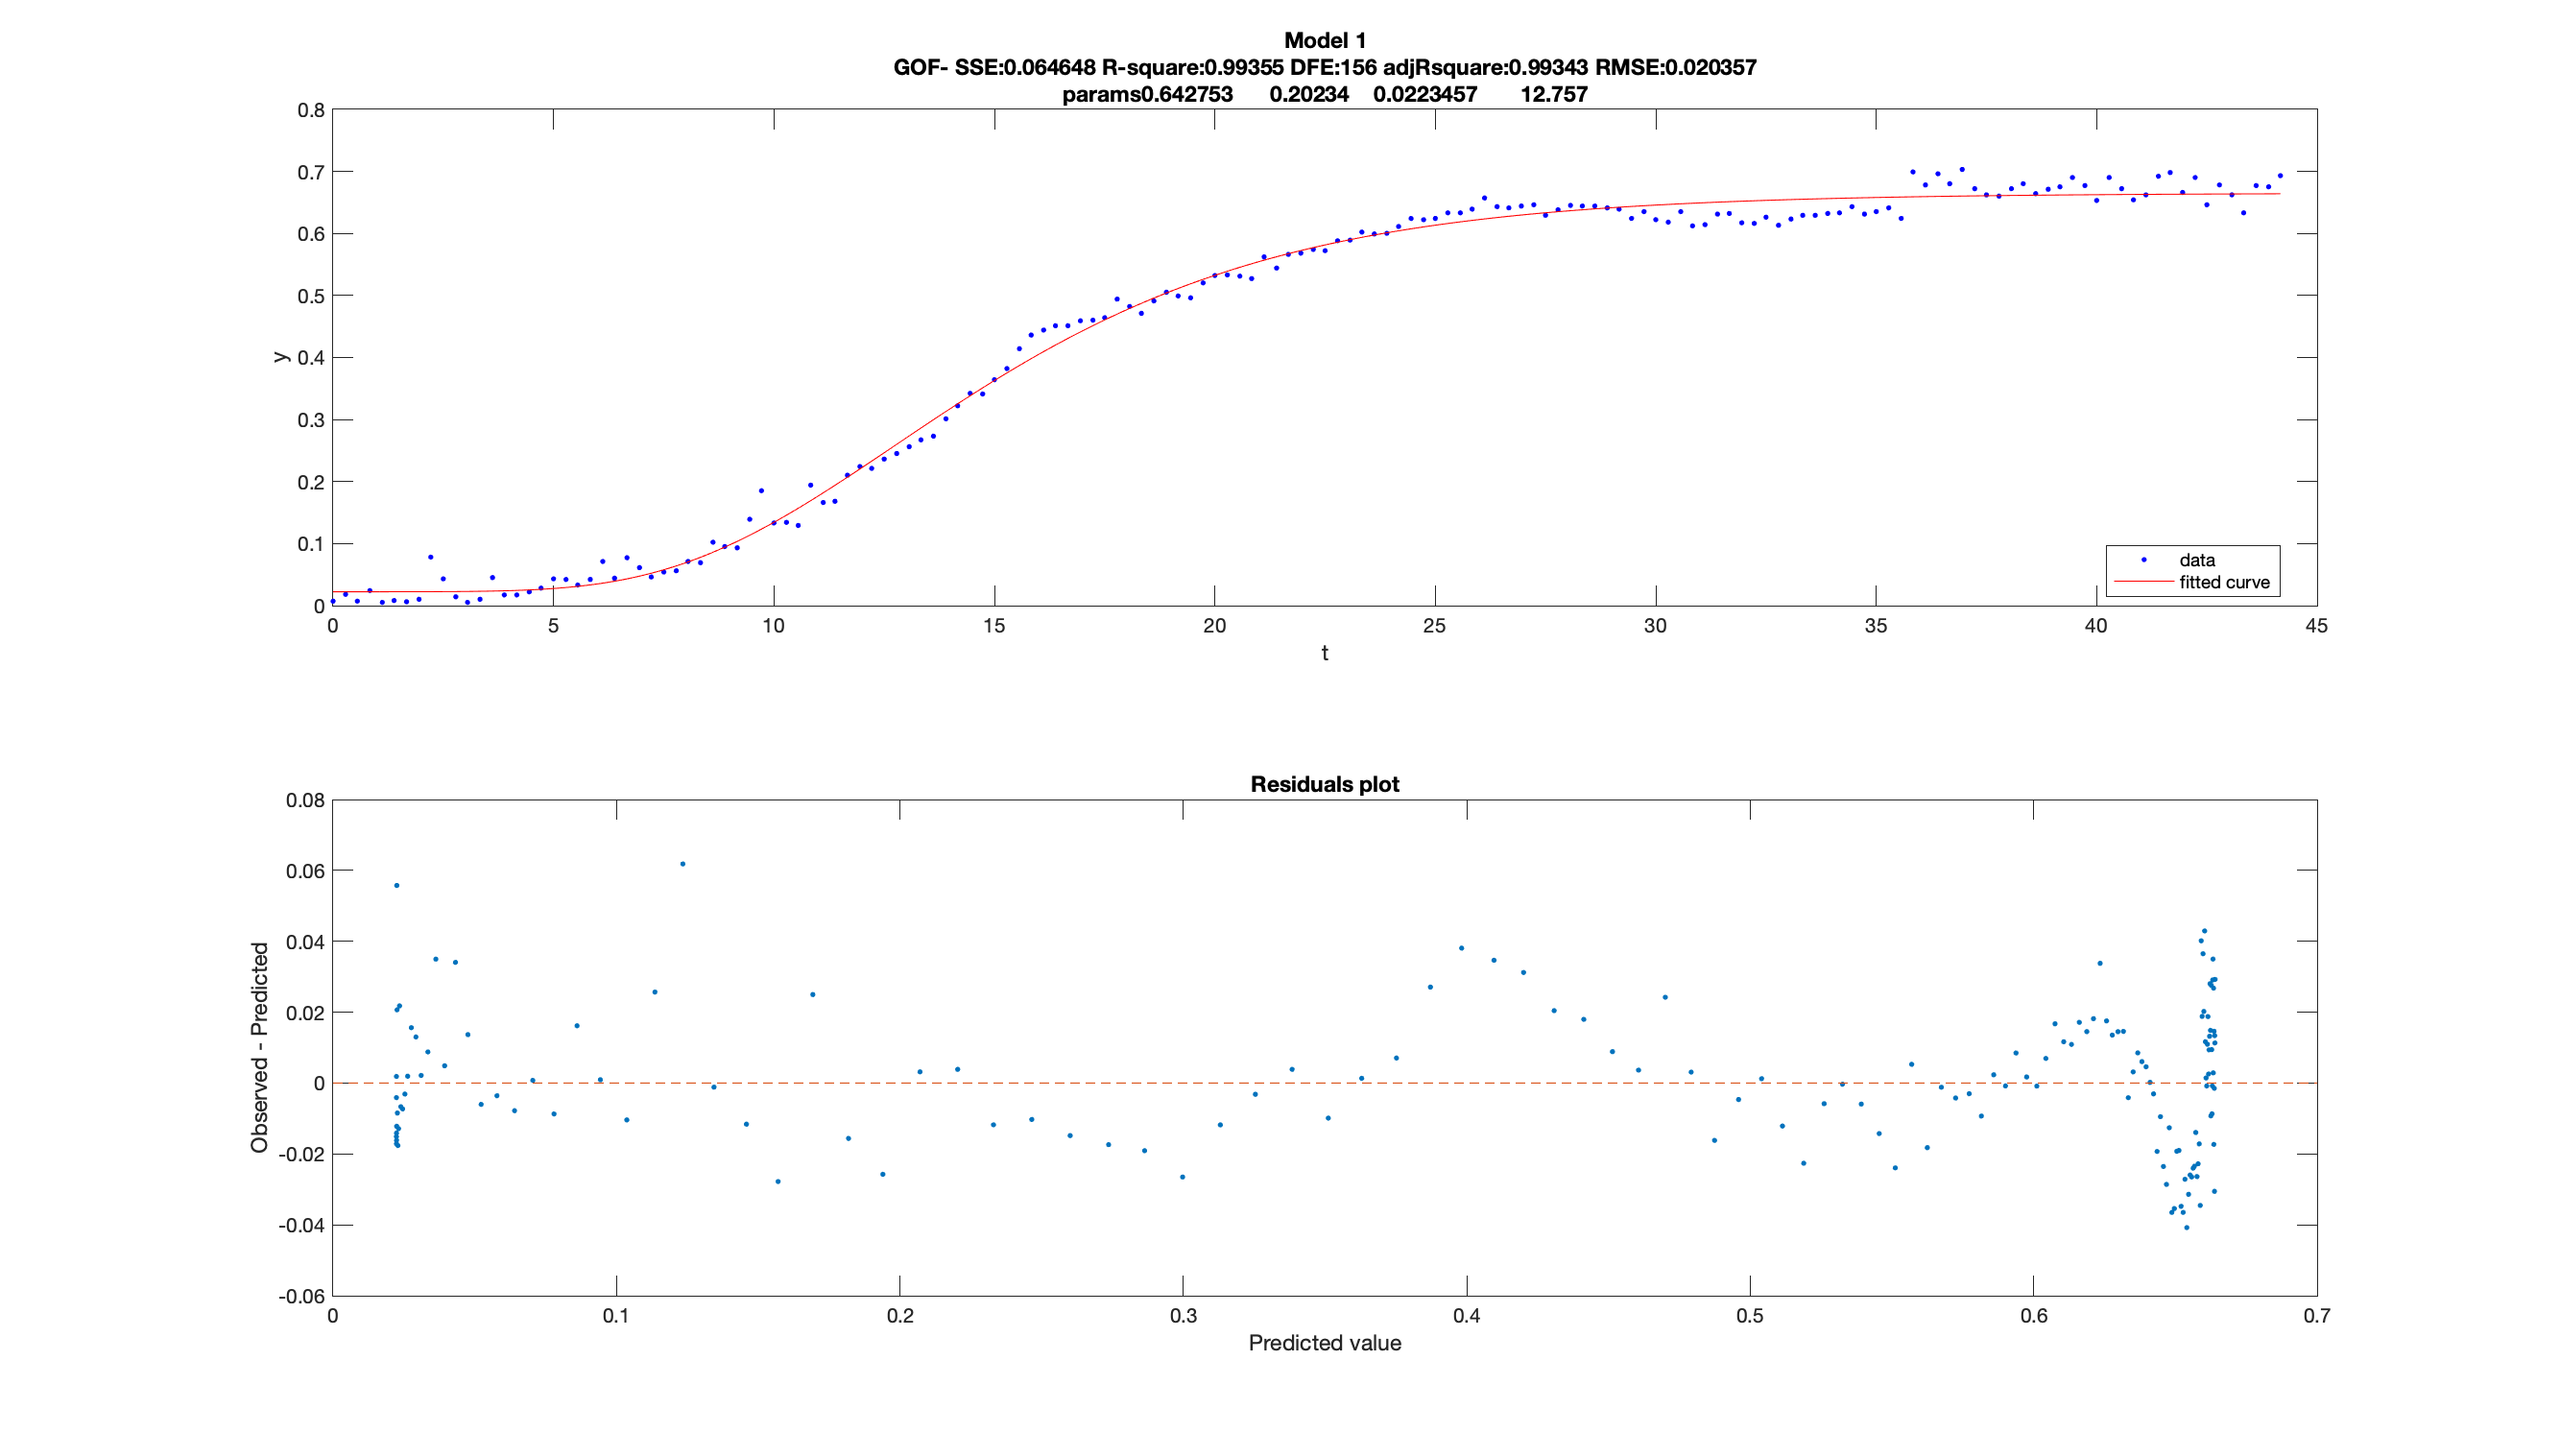 Model 1
GOF- SSE:0.064648 R-square:0.99355 DFE:156 adjRsquare:0.99343 RMSE:0.020357
params0.642753 0.20234 0.0223457 12.757
0.8
0.7
0.6
0.5
0.4
0.3
0.2
0.1
0
y
0 5 10 15 20 25 30 35 40 45
t
data
fitted curve
Residuals plot
0.08
0.06
0.04
0.02
0
-0.02
-0.04
-0.06
Observed - Predicted
0 0.1 0.2 0.3 0.4 0.5 0.6 0.7
Predicted value